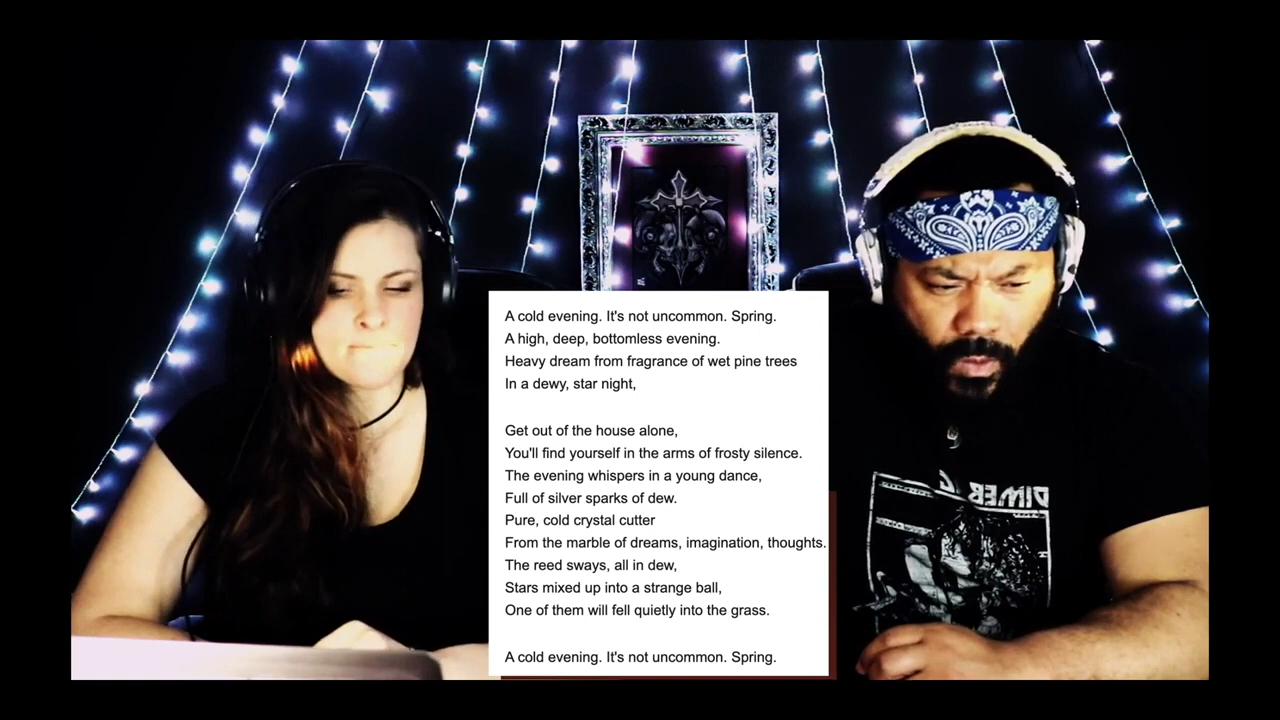 A cold evening. It's not uncommon. Spring.
A high, deep, bottomless evening.
Heavy dream from fragrance of wet pine trees
In a dewy, star night,
Get out of the house alone,
You'll find yourself in the arms of frosty silence.
The evening whispers in a young dance,
Full of silver sparks of dew.
Pure, cold crystal cutter
From the marble of dreams, imagination, thoughts.
The reed sways, all in dew,
Stars mixed up into a strange ball,
One of them will fell quietly into the grass.
A cold evening. It's not uncommon. Spring.